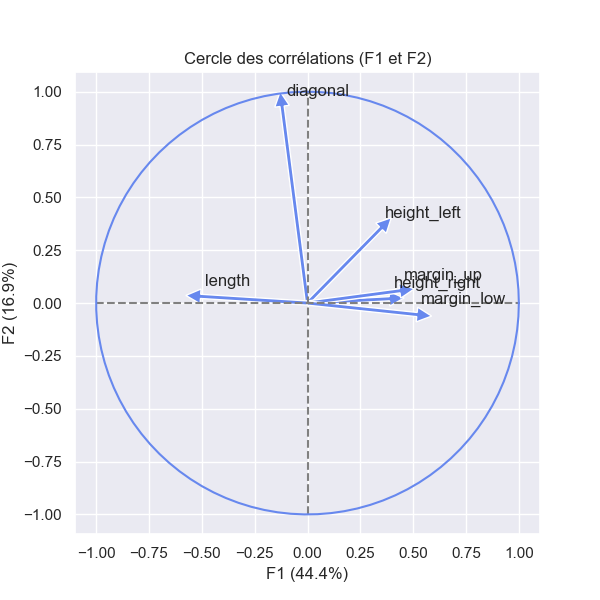 Cercle des corrélations (F1 et F2)
1.00
0.75
0.50
0.25
0.00
−0.25
−0.50
−0.75
−1.00
F2 (16.9%)
diagonal
height_left
length
margin_up
height_right
margin_low
−1.00 −0.75 −0.50 −0.25 0.00 0.25 0.50 0.75 1.00
F1 (44.4%)